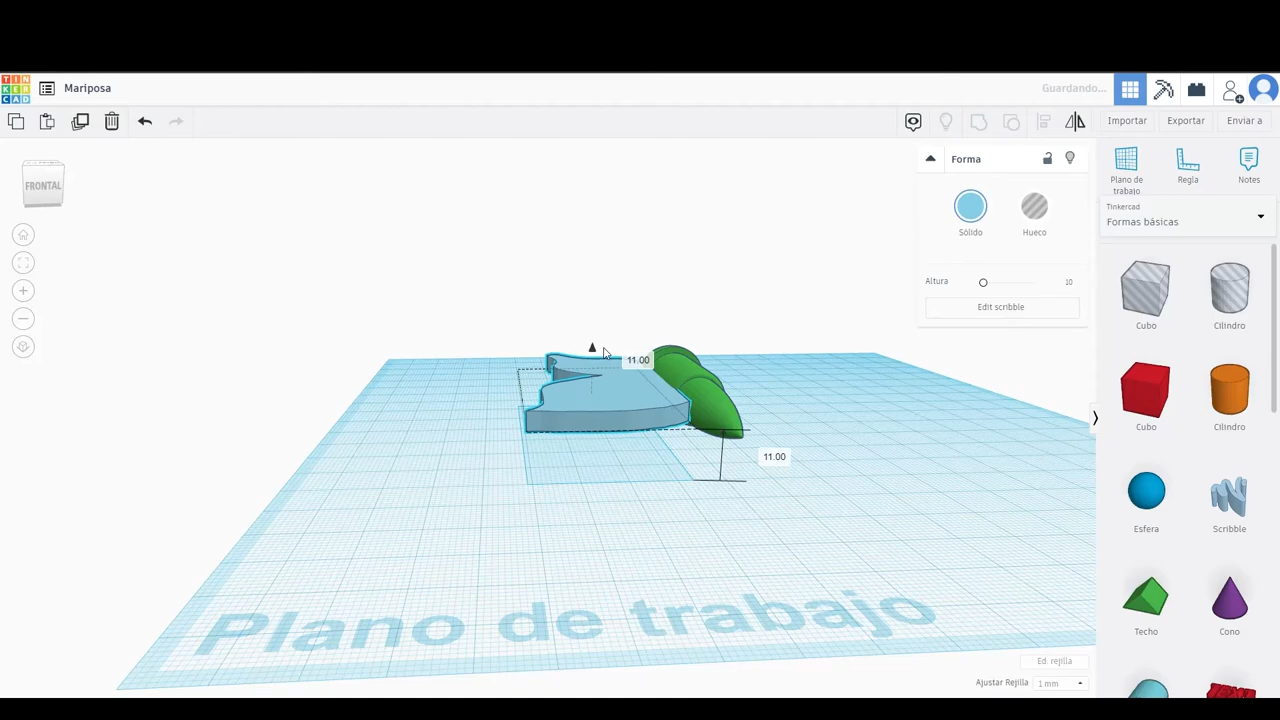 TIN
KER
CAD
Mariposa
Guardando...
Importar
Exportar
Enviar a
FRONTAL
Forma
Sólido
Hueco
Altura
10
Edit scribble
Plano de
trabajo
Regla
Notes
Tinkercad
Formas básicas
Cubo
Cilindro
Cubo
Cilindro
Esfera
Scribble
Techo
Cono
11.00
11.00
Plano de trabajo
Ed. rejilla
Ajustar Rejilla
1 mm